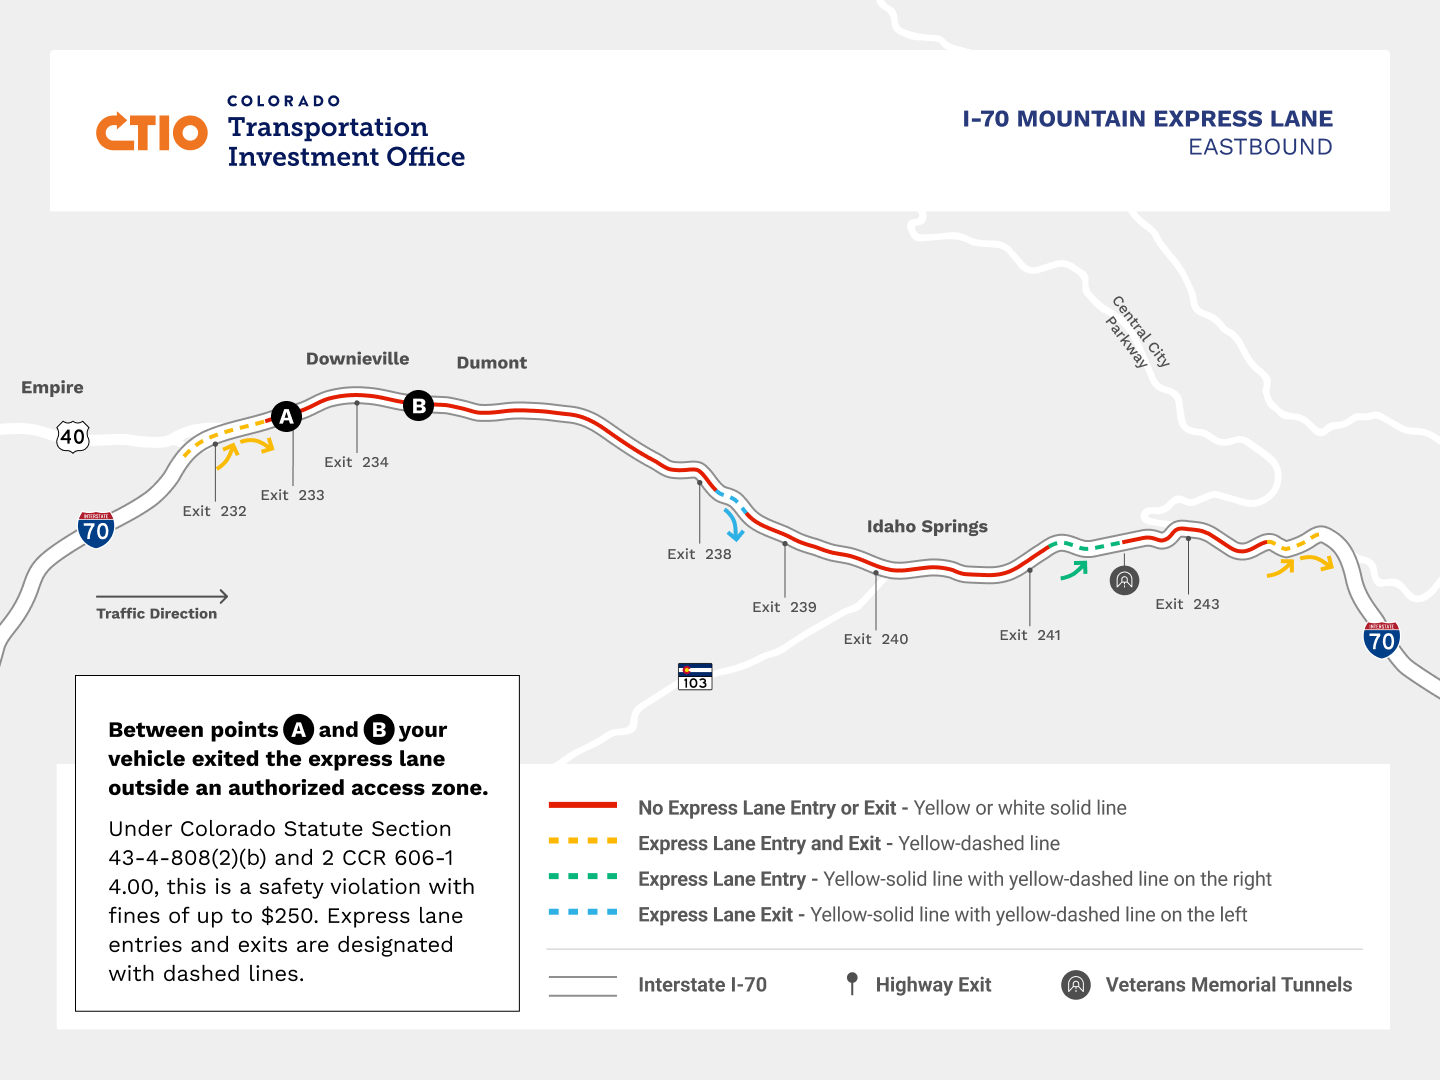 CTIO
COLORADO
Transportation
Investment Office
I-70 MOUNTAIN EXPRESS LANE
EASTBOUND
Central City
Parkway
Downieville
Dumont
Empire
40
A
B
Exit 234
Exit 233
Exit 232
INTERSTATE
70
Traffic Direction
Idaho Springs
Exit 238
Exit 239
Exit 240
Exit 241
Exit 243
INTERSTATE
70
103
Between points A and B your
vehicle exited the express lane
outside an authorized access zone.
Under Colorado Statute Section
43-4-808(2)(b) and 2 CCR 606-1
4.00, this is a safety violation with
fines of up to $250. Express lane
entries and exits are designated
with dashed lines.
No Express Lane Entry or Exit - Yellow or white solid line
Express Lane Entry and Exit - Yellow-dashed line
Express Lane Entry - Yellow-solid line with yellow-dashed line on the right
Express Lane Exit - Yellow-solid line with yellow-dashed line on the left
Interstate I-70
Highway Exit
Veterans Memorial Tunnels